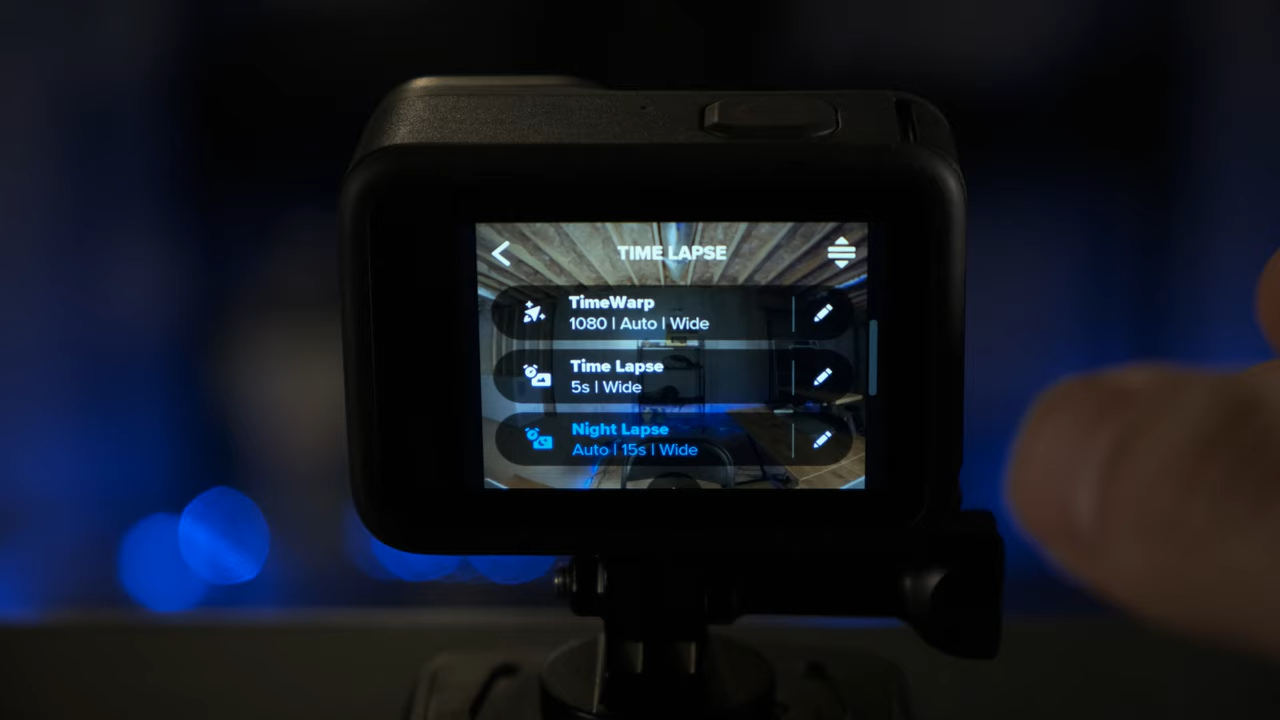 TIME LAPSE
TimeWarp
1080 | Auto | Wide
Time Lapse
5s | Wide
Night Lapse
Auto | 15s | Wide